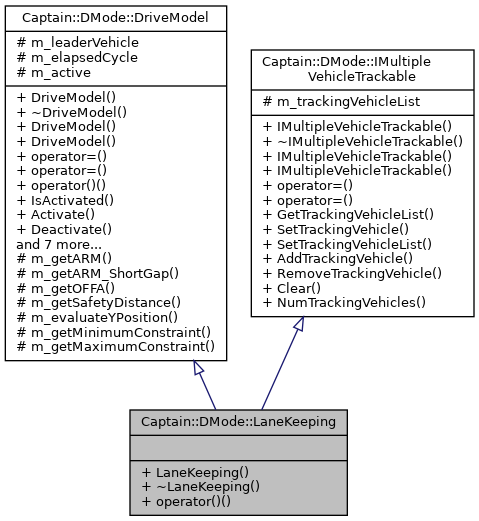 Captain::DMode::DriveModel
# m_leaderVehicle
# m_elapsedCycle
# m_active
+ DriveModel()
+ ~DriveModel()
+ DriveModel()
+ DriveModel()
+ operator=()
+ operator=()
+ operator()()
+ IsActivated()
+ Activate()
+ Deactivate()
and 7 more...
# m_getARM()
# m_getARM_ShortGap()
# m_getOFFA()
# m_getSafetyDistance()
# m_evaluateYPosition()
# m_getMinimumConstraint()
# m_getMaximumConstraint()
Captain::DMode::IMultiple
VehicleTrackable
# m_trackingVehicleList
+ IMultipleVehicleTrackable()
+ ~IMultipleVehicleTrackable()
+ IMultipleVehicleTrackable()
+ IMultipleVehicleTrackable()
+ operator=()
+ operator=()
+ GetTrackingVehicleList()
+ SetTrackingVehicle()
+ SetTrackingVehicleList()
+ AddTrackingVehicle()
+ RemoveTrackingVehicle()
+ Clear()
+ NumTrackingVehicles()
Captain::DMode::LaneKeeping
+ LaneKeeping()
+ ~LaneKeeping()
+ operator()()